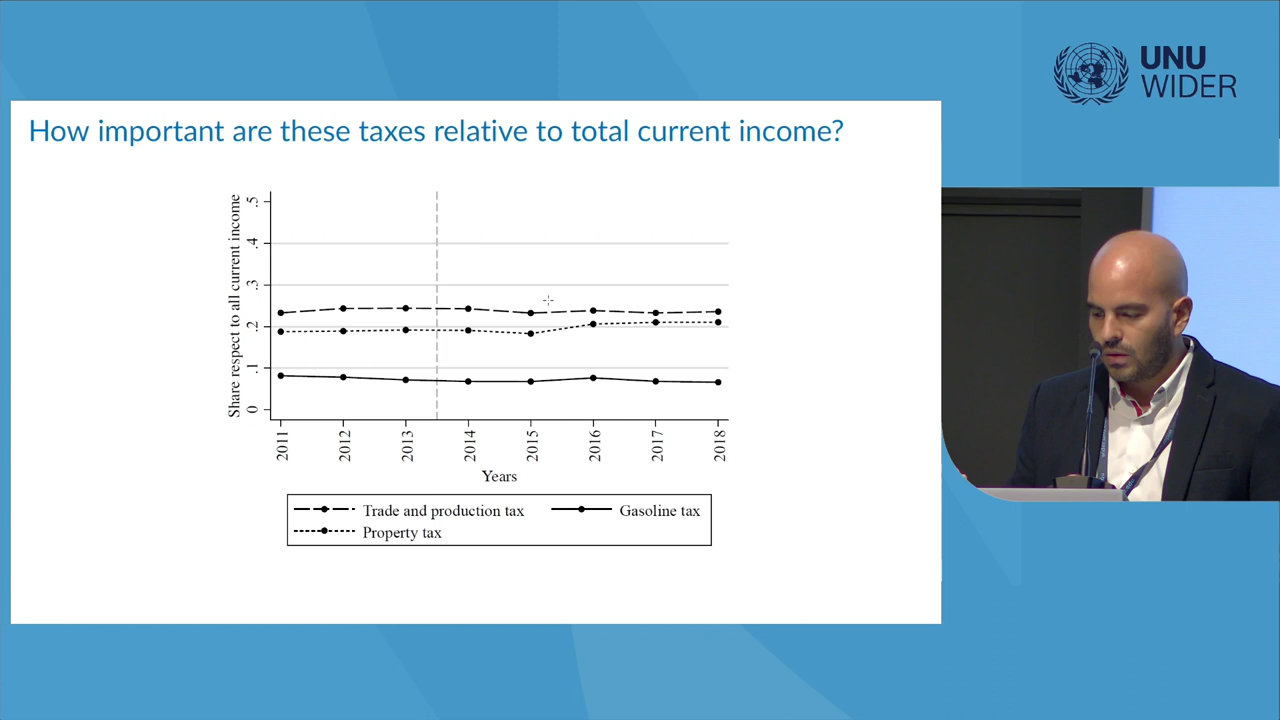 UNU
WIDER
How important are these taxes relative to total current income?
Share respect to all current income
.5
.4
.3
.2
.1
0
2011
2012
2013
2014
2015
2016
2017
2018
Years
Trade and production tax
Gasoline tax
Property tax